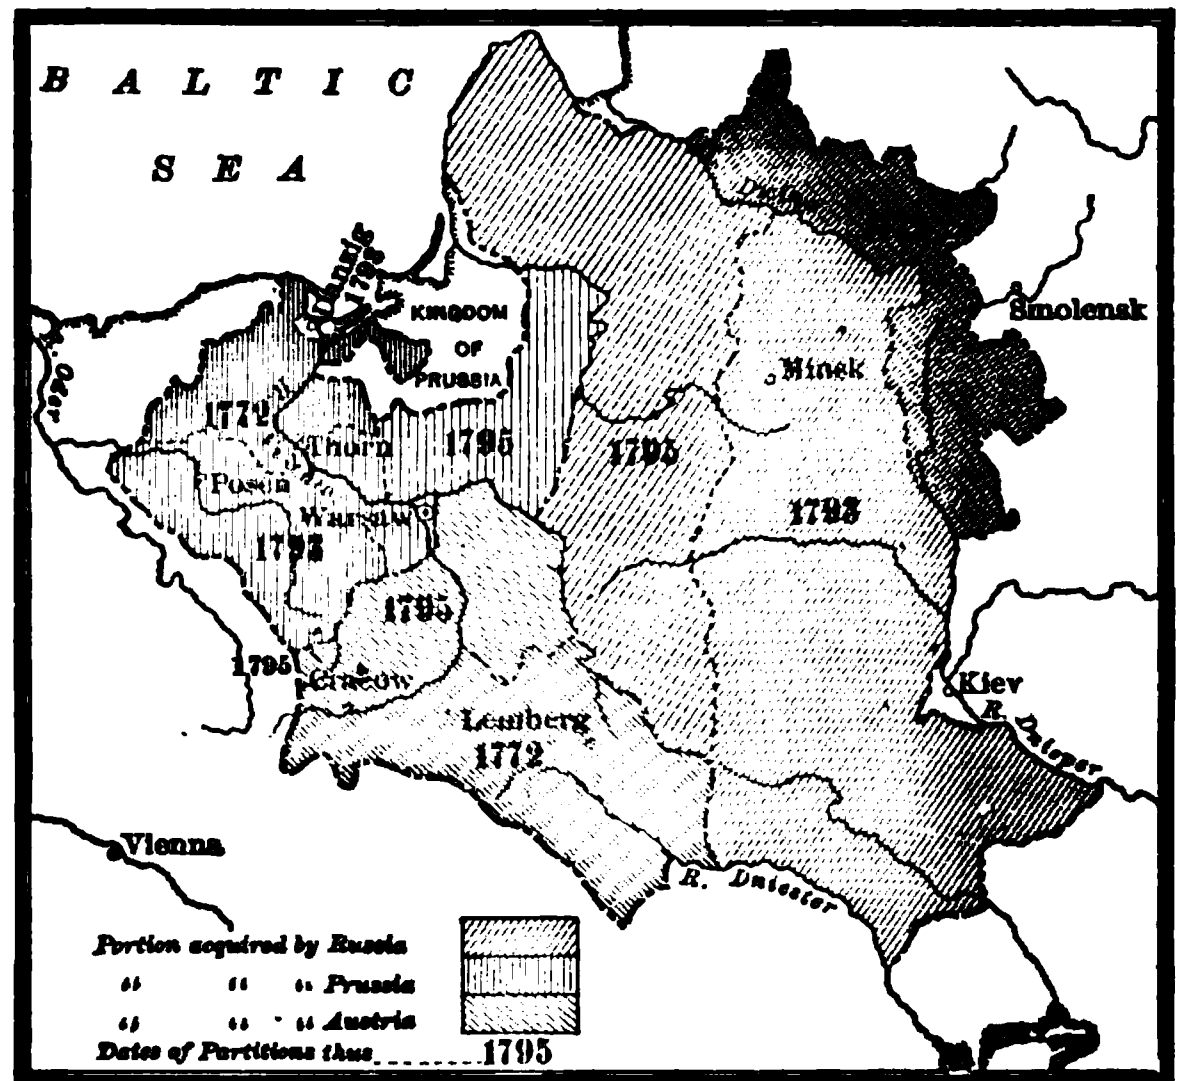 BALTIC
SEA
Danzig
1793
KINGDOM
OF
PRUSSIA
Smolensk
R. Oder
Minsk
1772
Thorn
1795
1795
Posen
Warsaw
1793
1793
1795
1795
Cracow
Kiev
R. Dnieper
Lemberg
1772
Vienna
R. Dniester
Portion acquired by Russia
" " " Prussia
" " " Austria
Dates of Partitions thus 1795